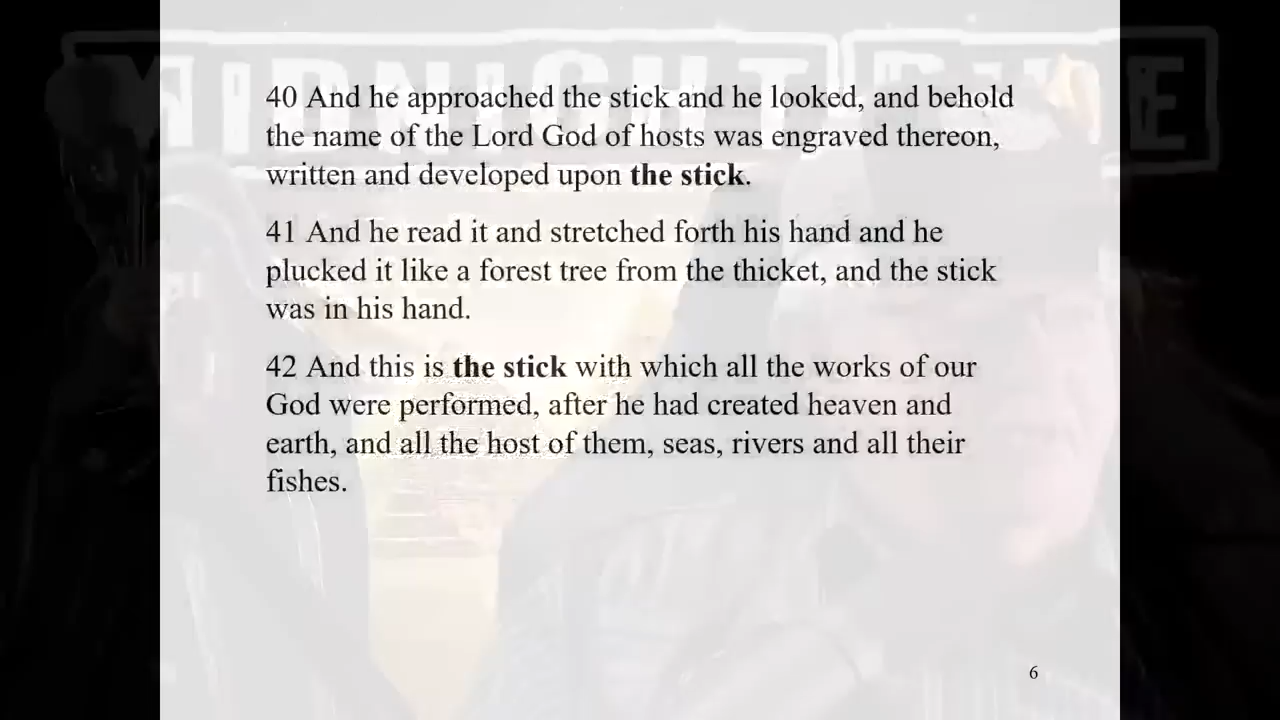 MIDNIGHT RIDE
40 And he approached the stick and he looked, and behold
the name of the Lord God of hosts was engraved thereon,
written and developed upon the stick.
41 And he read it and stretched forth his hand and he
plucked it like a forest tree from the thicket, and the stick
was in his hand.
42 And this is the stick with which all the works of our
God were performed, after he had created heaven and
earth, and all the host of them, seas, rivers and all their
fishes.
6